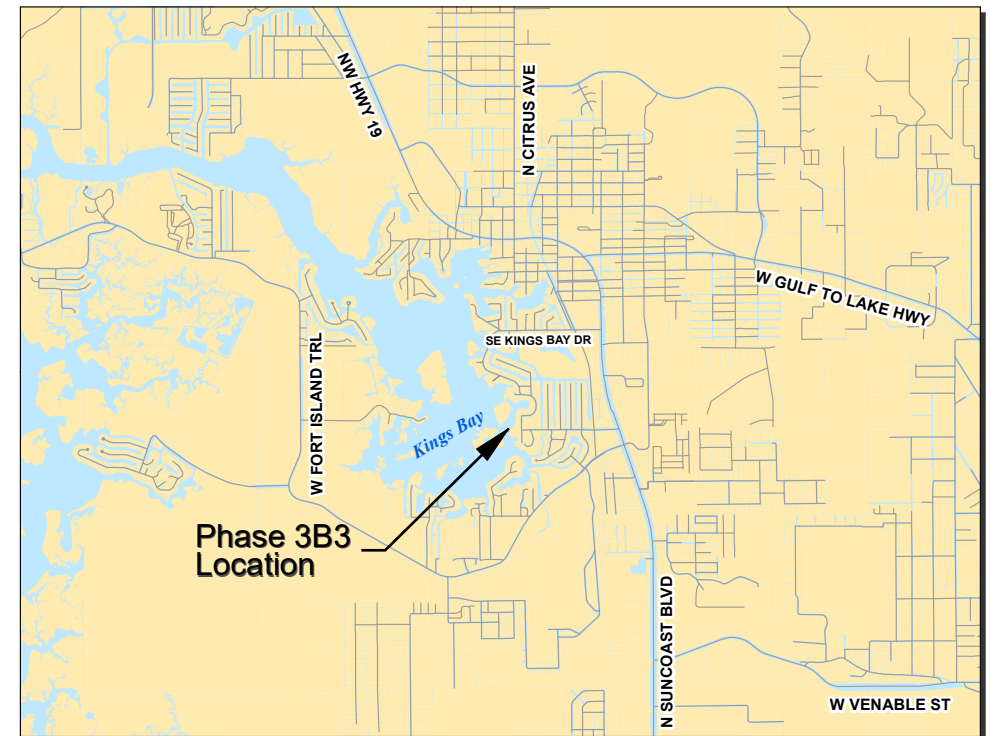 NW HWY 19
N CITRUS AVE
W GULF TO LAKE HWY
SE KINGS BAY DR
W FORT ISLAND TRL
Kings Bay
Phase 3B3
Location
N SUNCOAST BLVD
W VENABLE ST